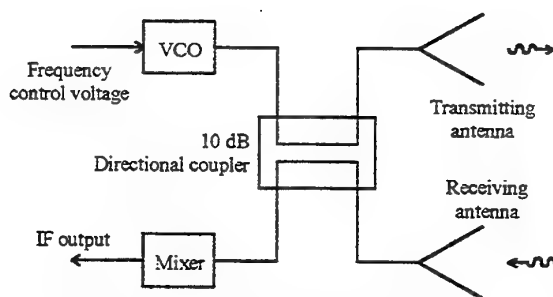 VCO
Frequency
control voltage
Transmitting
antenna
10 dB
Directional coupler
Receiving
antenna
IF output
Mixer